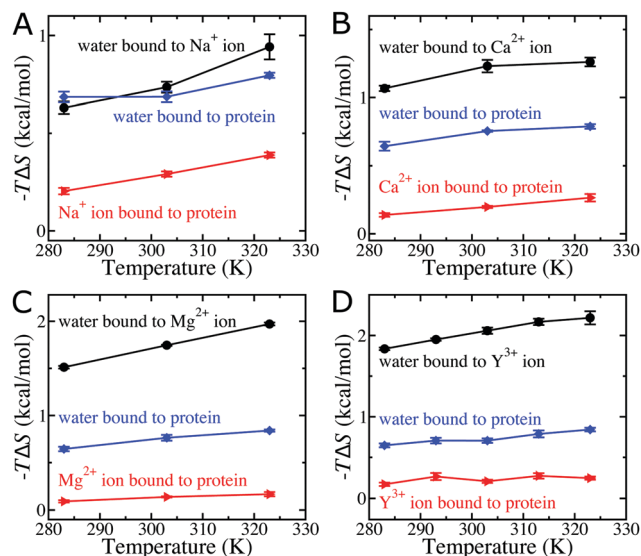 A
-TΔS (kcal/mol)
1
0
water bound to Na+ ion
water bound to protein
Na+ ion bound to protein
280 290 300 310 320 330
Temperature (K)
B
-TΔS (kcal/mol)
1
0
water bound to Ca2+ ion
water bound to protein
Ca2+ ion bound to protein
280 290 300 310 320 330
Temperature (K)
C
-TΔS (kcal/mol)
2
1
0
water bound to Mg2+ ion
water bound to protein
Mg2+ ion bound to protein
280 290 300 310 320 330
Temperature (K)
D
-TΔS (kcal/mol)
2
1
0
water bound to Y3+ ion
water bound to protein
Y3+ ion bound to protein
280 290 300 310 320 330
Temperature (K)